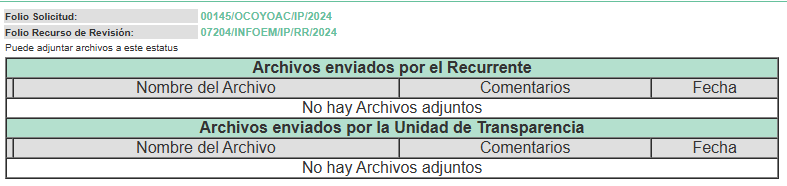 Folio Solicitud: 00145/OCOYOAC/IP/2024
Folio Recurso de Revisión: 07204/INFOEM/IP/RR/2024
Puede adjuntar archivos a este estatus
Archivos enviados por el Recurrente
Nombre del Archivo Comentarios Fecha
No hay Archivos adjuntos
Archivos enviados por la Unidad de Transparencia
Nombre del Archivo Comentarios Fecha
No hay Archivos adjuntos